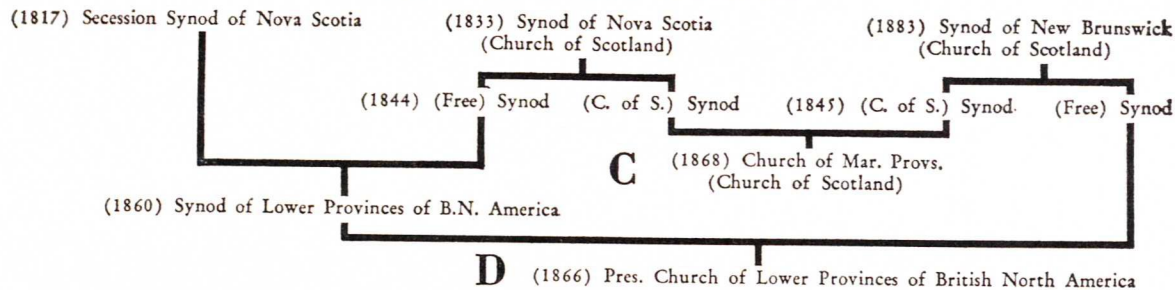 (1817) Secession Synod of Nova Scotia
(1833) Synod of Nova Scotia
(Church of Scotland)
(1883) Synod of New Brunswick
(Church of Scotland)
(1844) (Free) Synod
(C. of S.) Synod
(1845) (C. of S.) Synod.
(Free) Synod
C
(1868) Church of Mar. Provs.
(Church of Scotland)
(1860) Synod of Lower Provinces of B.N. America
D
(1866) Pres. Church of Lower Provinces of British North America